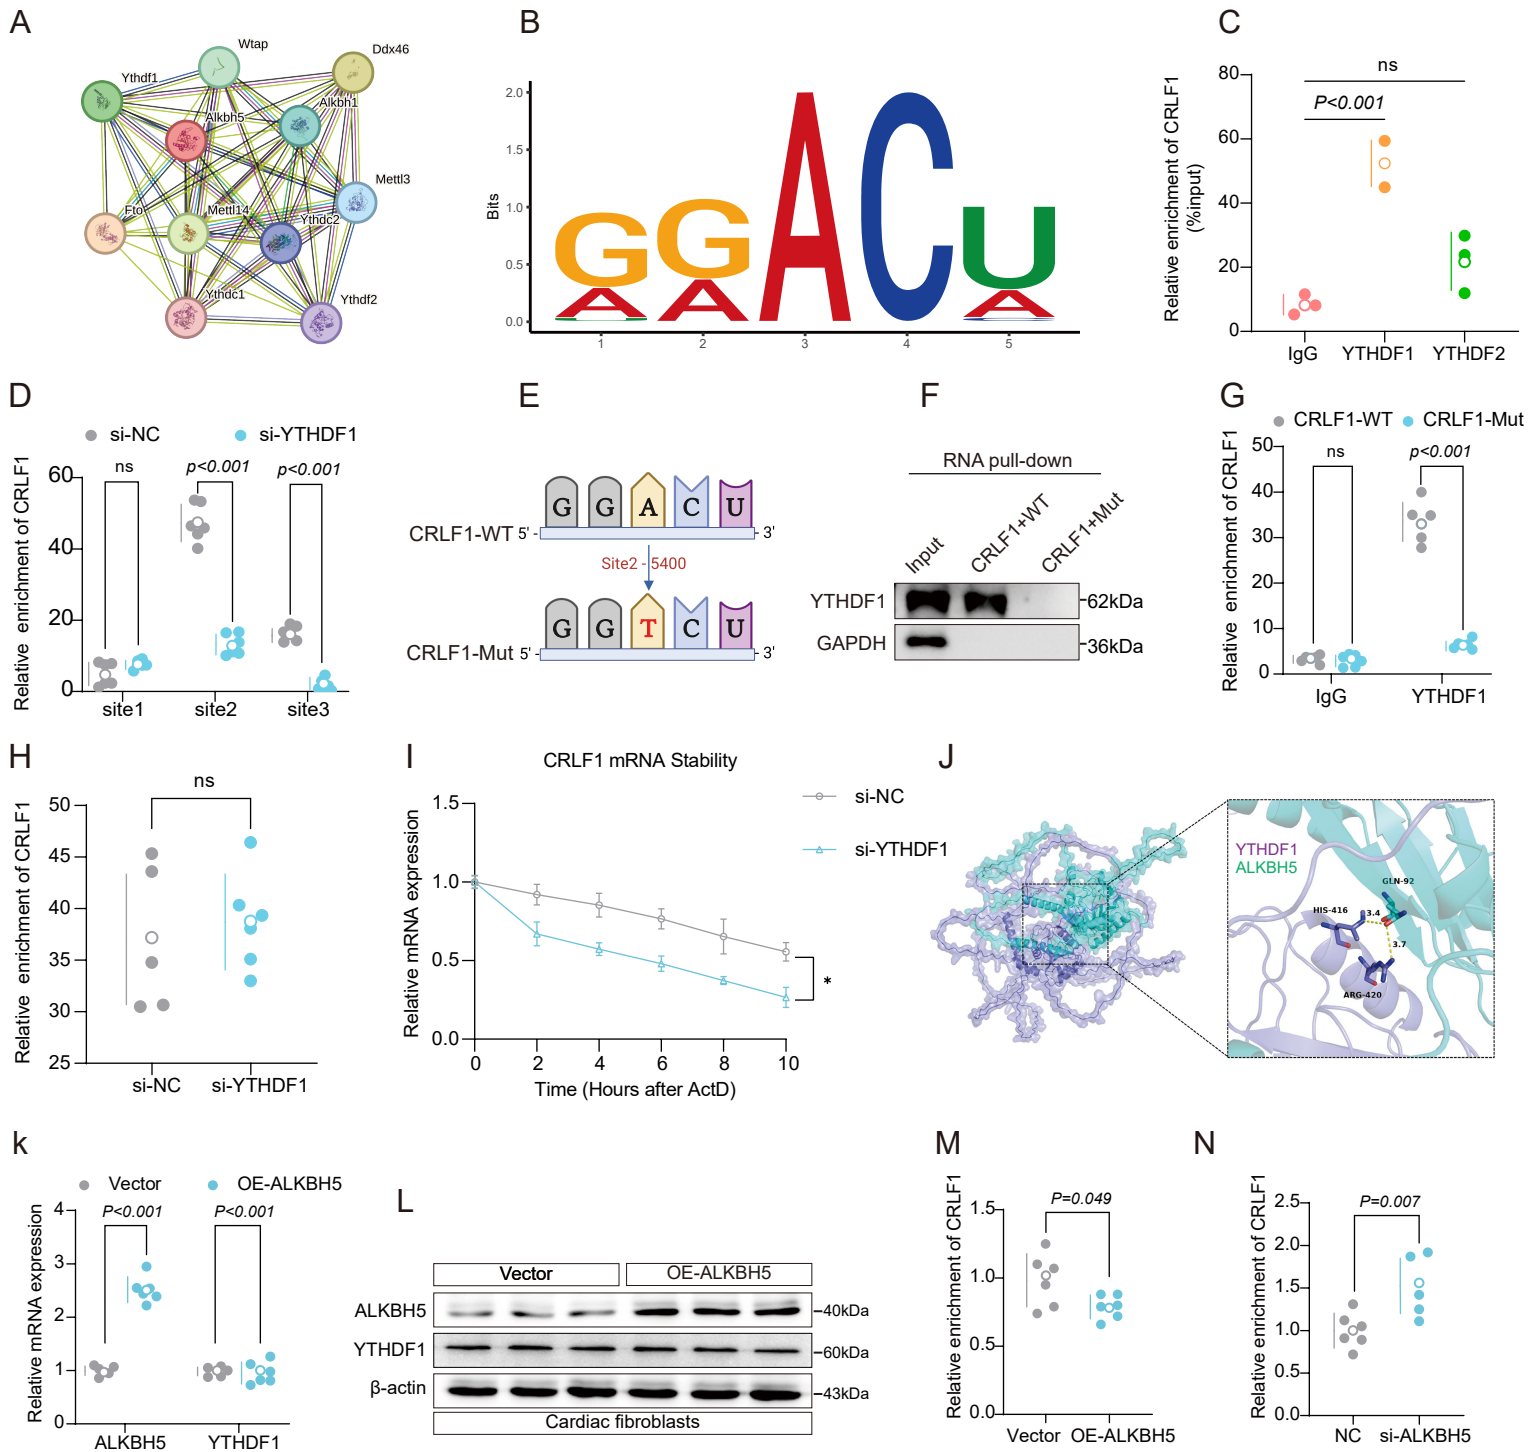 A
Wtap
Ddx46
Ythdf1
Alkbh1
Alkbh5
Mettl3
Fto
Mettl14
Ythdc2
Ythdc1
Ythdf2
B
Bits
2.0
1.5
1.0
0.5
0.0
G G A C U
A A A
1 2 3 4 5
C
Relative enrichment of CRLF1
(%input)
80
60
40
20
0
ns
P<0.001
IgG YTHDF1 YTHDF2
D
si-NC si-YTHDF1
Relative enrichment of CRLF1
60
40
20
0
ns p<0.001 p<0.001
site1 site2 site3
E
G G A C U
CRLF1-WT 5' - - 3'
Site2 - 5400
G G T C U
CRLF1-Mut 5' - - 3'
F
RNA pull-down
Input CRLF1+WT CRLF1+Mut
YTHDF1 62kDa
GAPDH 36kDa
G
CRLF1-WT CRLF1-Mut
Relative enrichment of CRLF1
50
40
30
20
10
0
ns p<0.001
IgG YTHDF1
H
Relative enrichment of CRLF1
50
45
40
35
30
25
ns
si-NC si-YTHDF1
I
CRLF1 mRNA Stability
si-NC
si-YTHDF1
Relative mRNA expression
1.5
1.0
0.5
0.0
*
0 2 4 6 8 10
Time (Hours after ActD)
J
YTHDF1
ALKBH5
GLN-92
HIS-416
3.4
3.7
ARG-420
k
Vector OE-ALKBH5
Relative mRNA expression
4
3
2
1
0
P<0.001 P<0.001
ALKBH5 YTHDF1
L
Vector OE-ALKBH5
ALKBH5 40kDa
YTHDF1 60kDa
β-actin 43kDa
Cardiac fibroblasts
M
Relative enrichment of CRLF1
1.5
1.0
0.5
0.0
P=0.049
Vector OE-ALKBH5
N
Relative enrichment of CRLF1
2.5
2.0
1.5
1.0
0.5
0.0
P=0.007
NC si-ALKBH5